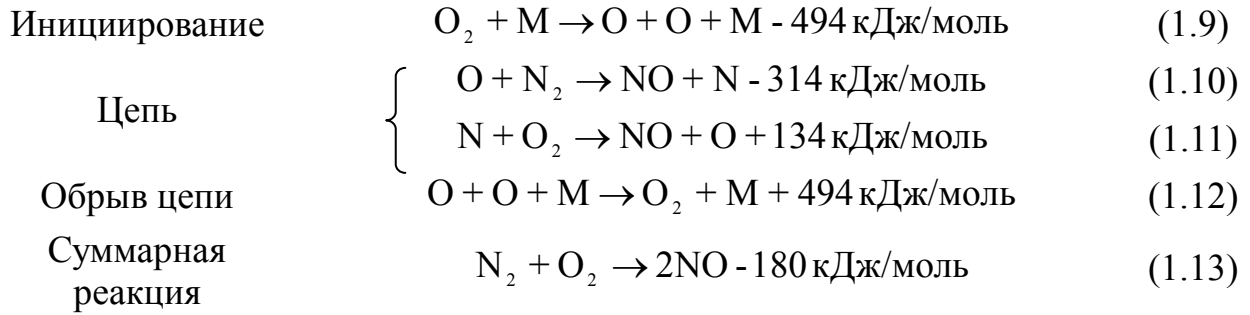 Инициирование O₂ + M → O + O + M - 494 кДж/моль (1.9)
Цепь { O + N₂ → NO + N - 314 кДж/моль (1.10)
N + O₂ → NO + O + 134 кДж/моль (1.11)
Обрыв цепи O + O + M → O₂ + M + 494 кДж/моль (1.12)
Суммарная реакция N₂ + O₂ → 2NO - 180 кДж/моль (1.13)